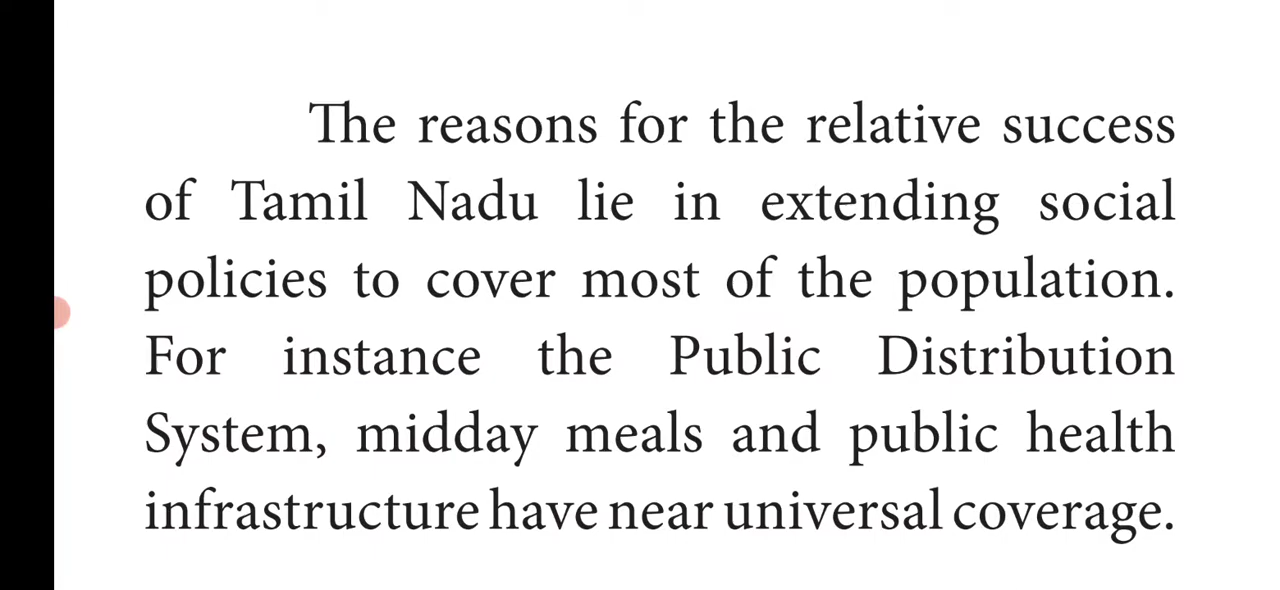 The reasons for the relative success
of Tamil Nadu lie in extending social
policies to cover most of the population.
For instance the Public Distribution
System, midday meals and public health
infrastructure have near universal coverage.